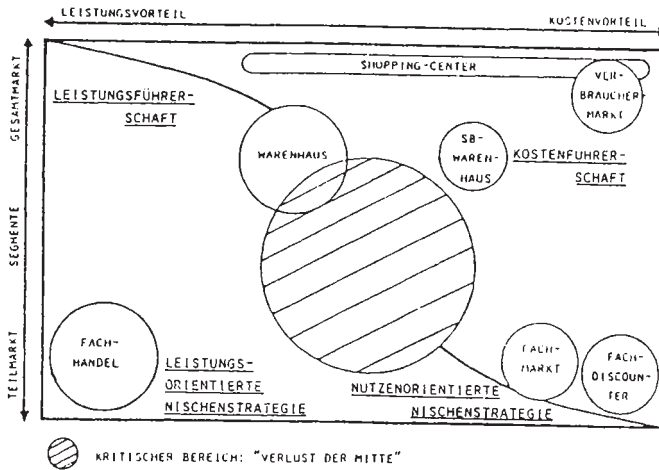 LEISTUNGSVORTEIL
KOSTENVORTEIL
GESAMTMARKT
SEGMENTE
TEILMARKT
SHOPPING-CENTER
VER-
BRAUCHER-
MARKT
LEISTUNGSFÜHRER-
SCHAFT
WARENHAUS
SB-
WAREN-
HAUS
KOSTENFUHRER-
SCHAFT
FACH-
HANDEL
LEISTUNGS-
ORIENTIERTE
NISCHENSTRATEGIE
NUTZENORIENTIERTE
NISCHENSTRATEGIE
FACH-
MARKT
FACH-
DISCOUN-
TER
KRITISCHER BEREICH: "VERLUST DER MITTE"